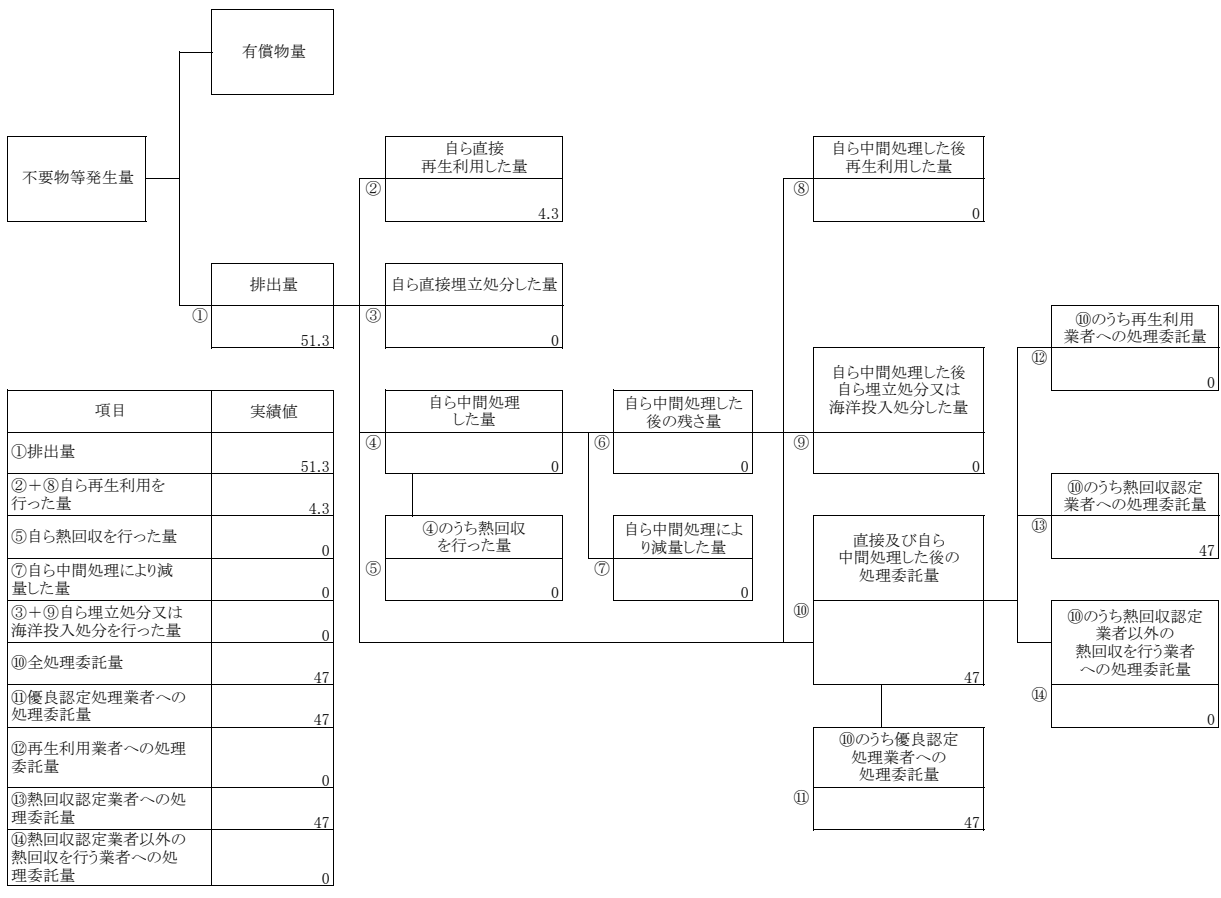 有償物量
不要物等発生量
自ら直接
再生利用した量
②
4.3
自ら中間処理した後
再生利用した量
⑧
0
排出量
①
51.3
自ら直接埋立処分した量
③
0
⑩のうち再生利用
業者への処理委託量
⑫
0
自ら中間処理した後
自ら埋立処分又は
海洋投入処分した量
⑨
0
自ら中間処理
した量
④
0
自ら中間処理した
後の残さ量
⑥
0
⑩のうち熱回収認定
業者への処理委託量
⑬
47
④のうち熱回収
を行った量
⑤
0
自ら中間処理によ
り減量した量
⑦
0
直接及び自ら
中間処理した後の
処理委託量
⑩
47
⑩のうち熱回収認定
業者以外の
熱回収を行う業者
への処理委託量
⑭
0
⑩のうち優良認定
処理業者への
処理委託量
⑪
47
項目 実績値
①排出量
51.3
②＋⑧自ら再生利用を
行った量
4.3
⑤自ら熱回収を行った量
0
⑦自ら中間処理により減
量した量
0
③＋⑨自ら埋立処分又は
海洋投入処分を行った量
0
⑩全処理委託量
47
⑪優良認定処理業者への
処理委託量
47
⑫再生利用業者への処理
委託量
0
⑬熱回収認定業者への処
理委託量
47
⑭熱回収認定業者以外の
熱回収を行う業者への処
理委託量
0